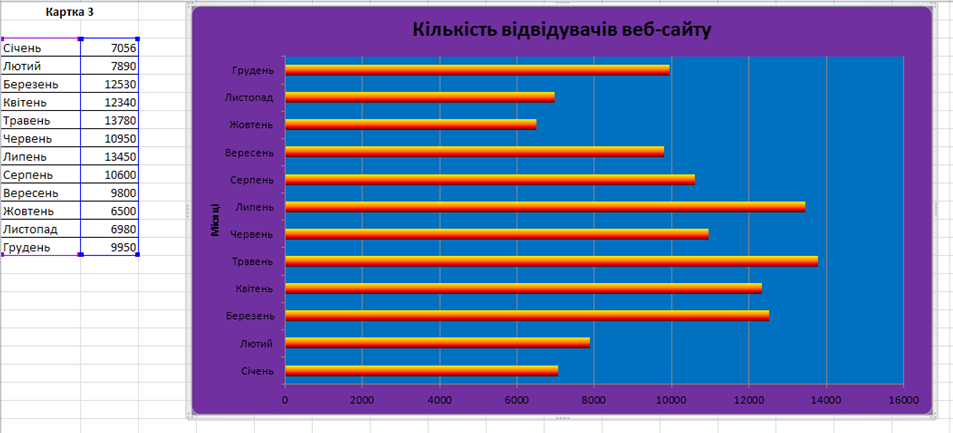 Картка 3
Січень 7056
Лютий 7890
Березень 12530
Квітень 12340
Травень 13780
Червень 10950
Липень 13450
Серпень 10600
Вересень 9800
Жовтень 6500
Листопад 6980
Грудень 9950
Кількість відвідувачів веб-сайту
Місяці
Грудень
Листопад
Жовтень
Вересень
Серпень
Липень
Червень
Травень
Квітень
Березень
Лютий
Січень
0 2000 4000 6000 8000 10000 12000 14000 16000